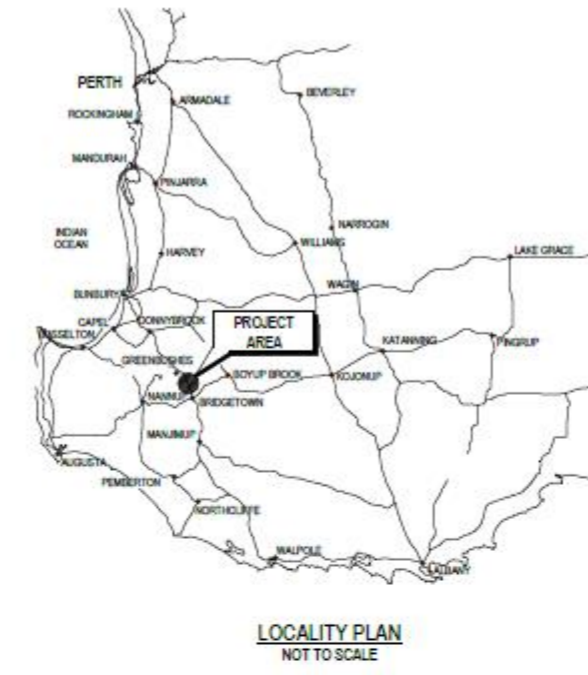 PERTH
ARMADALE
BEVERLEY
ROCKINGHAM
MANDURAH
PINJARRA
INDIAN
OCEAN
NARROGIN
WILLIAMS
HARVEY
LAKE GRACE
WAGIN
BUNBURY
CAPEL
DONNYBROOK
PROJECT
AREA
BUSSELTON
KATANNING
PINGRUP
GREENBUSHES
BOYUP BROOK
KOJONUP
NANNUP
BRIDGETOWN
MANJIMUP
AUGUSTA
PEMBERTON
NORTHCLIFFE
WALPOLE
ALBANY
LOCALITY PLAN
NOT TO SCALE